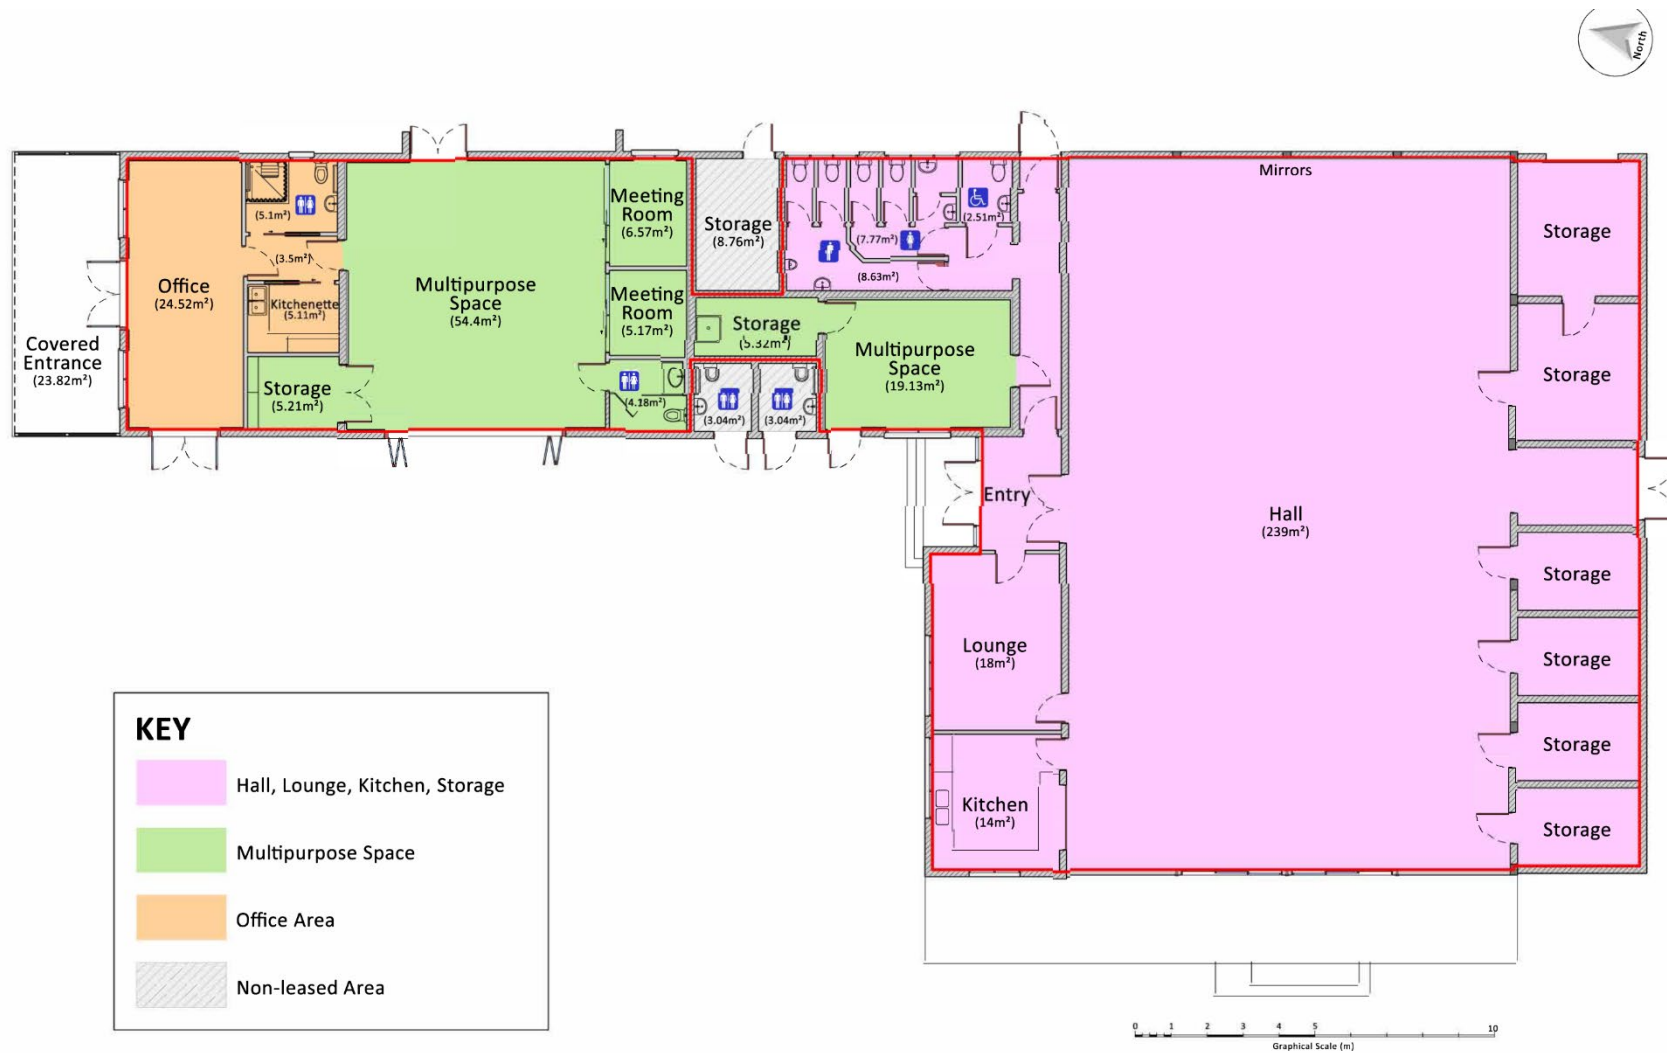 North
Mirrors
Meeting
Room
(6.57m²)
Storage
(8.76m²)
(5.1m²)
(2.51m²)
(7.77m²)
(8.63m²)
Storage
Office
(24.52m²)
(3.5m²)
Kitchenette
(5.11m²)
Multipurpose
Space
(54.4m²)
Meeting
Room
(5.17m²)
Storage
(5.32m²)
Multipurpose
Space
(19.13m²)
Covered
Entrance
(23.82m²)
Storage
(5.21m²)
(4.18m²)
(3.04m²)
(3.04m²)
Storage
Entry
Hall
(239m²)
Storage
Lounge
(18m²)
Storage
Storage
Kitchen
(14m²)
Storage
KEY
Hall, Lounge, Kitchen, Storage
Multipurpose Space
Office Area
Non-leased Area
0 1 2 3 4 5 10
Graphical Scale (m)